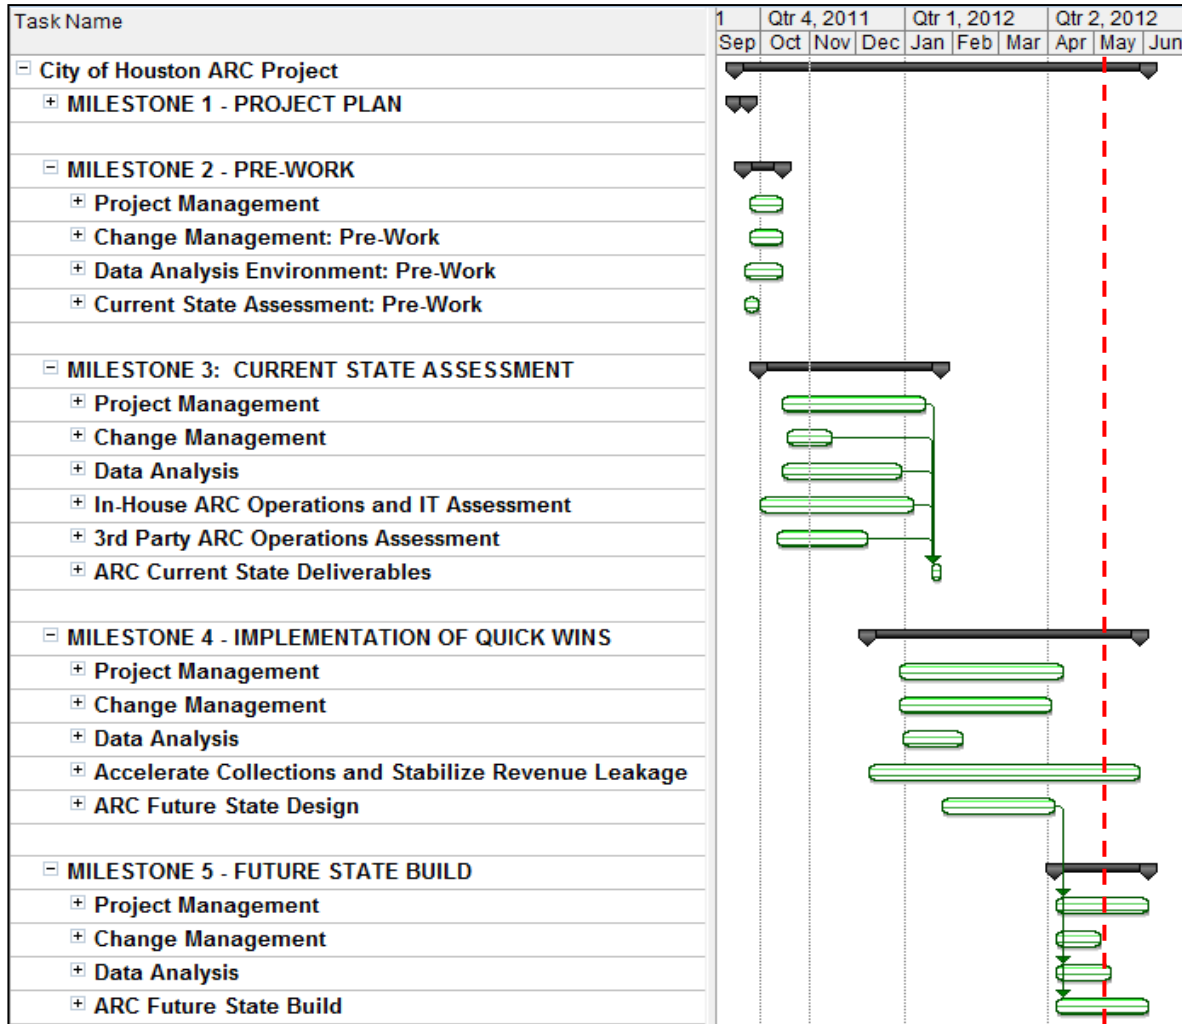 Task Name
1 Qtr 4, 2011 Qtr 1, 2012 Qtr 2, 2012
Sep Oct Nov Dec Jan Feb Mar Apr May Jun
City of Houston ARC Project
MILESTONE 1 - PROJECT PLAN
MILESTONE 2 - PRE-WORK
Project Management
Change Management: Pre-Work
Data Analysis Environment: Pre-Work
Current State Assessment: Pre-Work
MILESTONE 3: CURRENT STATE ASSESSMENT
Project Management
Change Management
Data Analysis
In-House ARC Operations and IT Assessment
3rd Party ARC Operations Assessment
ARC Current State Deliverables
MILESTONE 4 - IMPLEMENTATION OF QUICK WINS
Project Management
Change Management
Data Analysis
Accelerate Collections and Stabilize Revenue Leakage
ARC Future State Design
MILESTONE 5 - FUTURE STATE BUILD
Project Management
Change Management
Data Analysis
ARC Future State Build